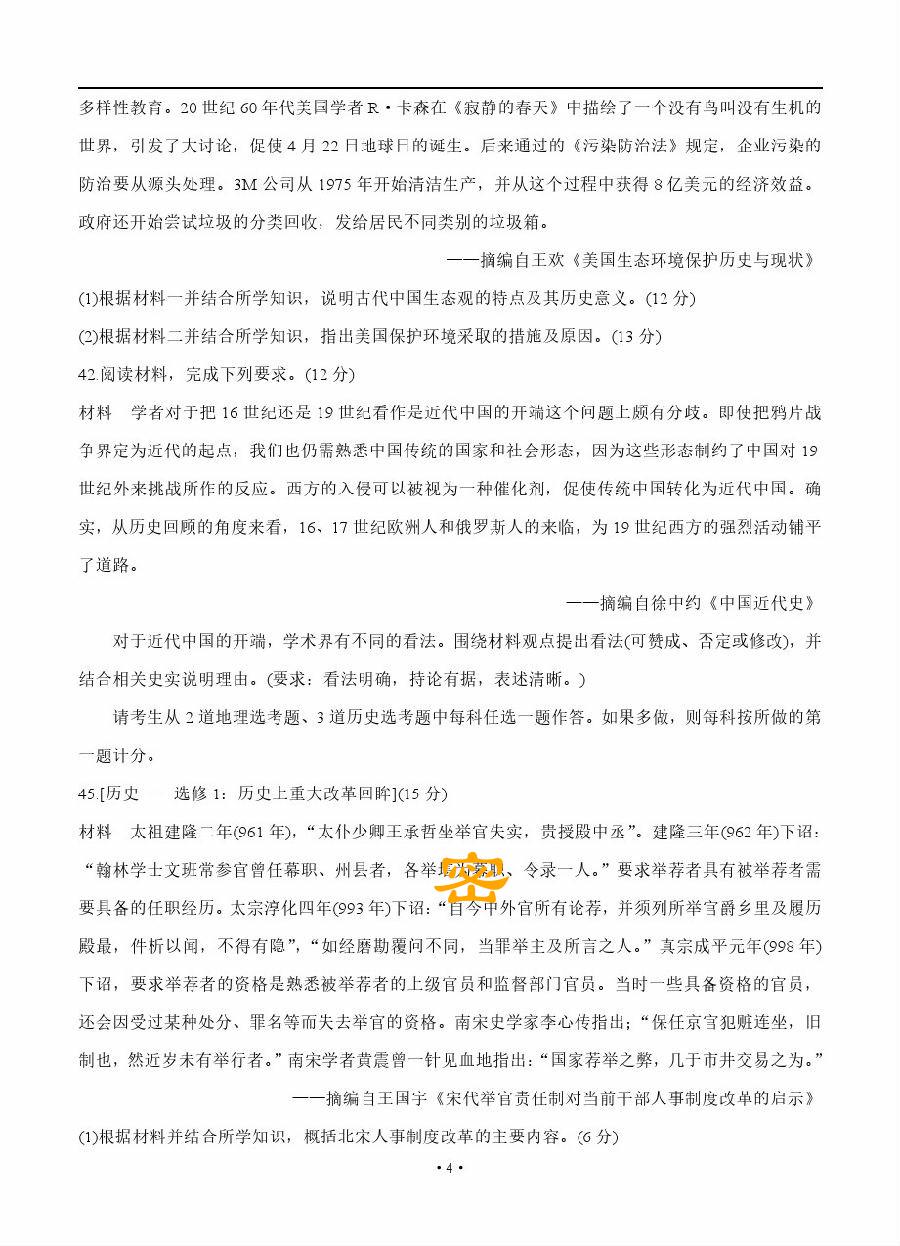 多样性教育。20 世纪 60 年代美国学者 R·卡森在《寂静的春天》中描绘了一个没有鸟叫没有生机的
世界，引发了大讨论，促使 4 月 22 日地球日的诞生。后来通过的《污染防治法》规定，企业污染的
防治要从源头处理。3M 公司从 1975 年开始清洁生产，并从这个过程中获得 8 亿美元的经济效益。
政府还开始尝试垃圾的分类回收，发给居民不同类别的垃圾箱。
——摘编自王欢《美国生态环境保护历史与现状》
(1)根据材料一并结合所学知识，说明古代中国生态观的特点及其历史意义。(12 分)
(2)根据材料二并结合所学知识，指出美国保护环境采取的措施及原因。(13 分)
42.阅读材料，完成下列要求。(12 分)
材料　学者对于把 16 世纪还是 19 世纪看作是近代中国的开端这个问题上颇有分歧。即使把鸦片战
争界定为近代的起点，我们也仍需熟悉中国传统的国家和社会形态，因为这些形态制约了中国对 19
世纪外来挑战所作的反应。西方的入侵可以被视为一种催化剂，促使传统中国转化为近代中国。确
实，从历史回顾的角度来看，16、17 世纪欧洲人和俄罗斯人的来临，为 19 世纪西方的强烈活动铺平
了道路。
——摘编自徐中约《中国近代史》
对于近代中国的开端，学术界有不同的看法。围绕材料观点提出看法(可赞成、否定或修改)，并
结合相关史实说明理由。(要求：看法明确，持论有据，表述清晰。)
请考生从 2 道地理选考题、3 道历史选考题中每科任选一题作答。如果多做，则每科按所做的第
一题计分。
45.[历史　　选修 1：历史上重大改革回眸](15 分)
材料　太祖建隆二年(961 年)，“太仆少卿王承哲坐举官失实，贵授殿中丞”。建隆三年(962 年)下诏：
“翰林学士文班常参官曾任幕职、州县者，各举堪为幕职、令录一人。”要求举荐者具有被举荐者需
要具备的任职经历。太宗淳化四年(993 年)下诏：“自今中外官所有论荐，并须列所举官爵乡里及履历
殿最，件析以闻，不得有隐”，“如经磨勘覆问不同，当罪举主及所言之人。”真宗咸平元年(998 年)
下诏，要求举荐者的资格是熟悉被举荐者的上级官员和监督部门官员。当时一些具备资格的官员，
还会因受过某种处分、罪名等而失去举官的资格。南宋史学家李心传指出；“保任京官犯赃连坐，旧
制也，然近岁未有举行者。”南宋学者黄震曾一针见血地指出：“国家荐举之弊，几于市井交易之为。”
——摘编自王国宇《宋代举官责任制对当前干部人事制度改革的启示》
(1)根据材料并结合所学知识，概括北宋人事制度改革的主要内容。(6 分)
·4·
密